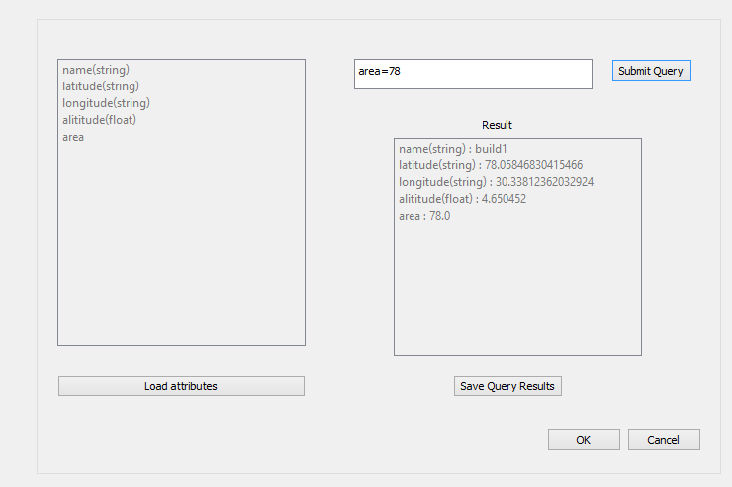 name(string)
latitude(string)
longitude(string)
alititude(float)
area
Load attributes
area=78
Submit Query
Result
name(string) : build1
latitude(string) : 78.05846830415466
longitude(string) : 30.33812362032924
alititude(float) : 4.650452
area : 78.0
Save Query Results
OK
Cancel